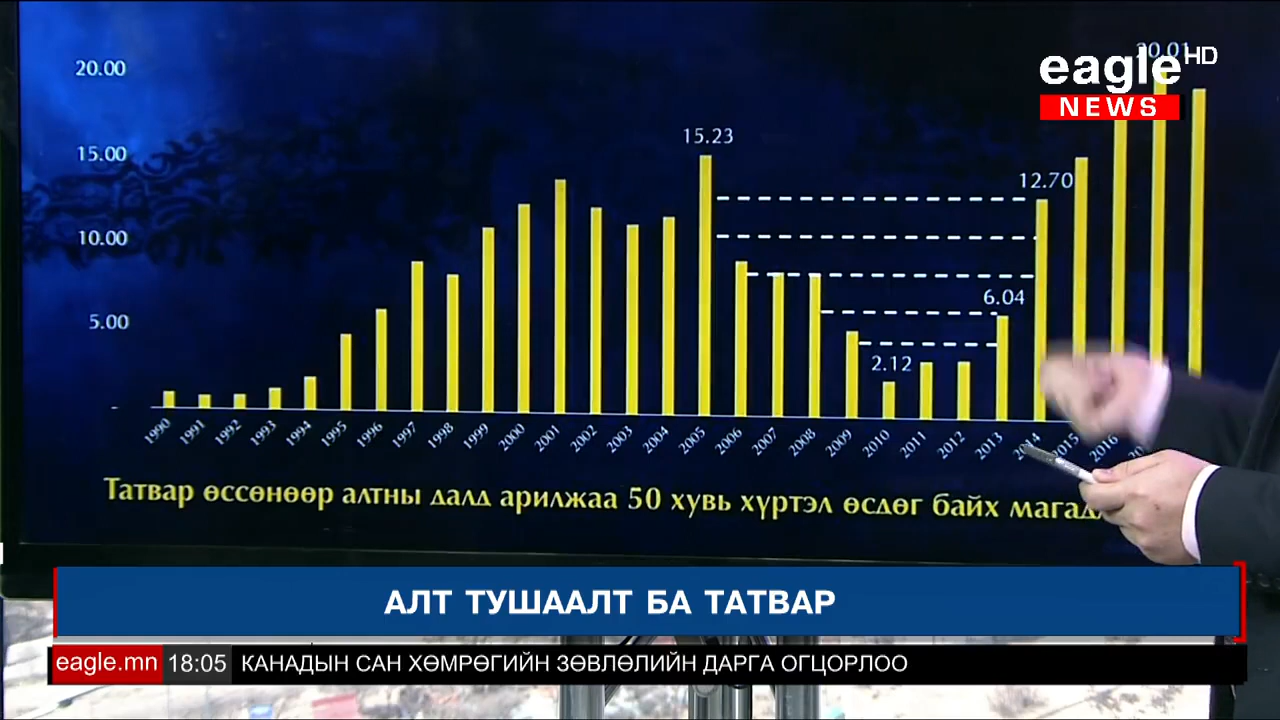 20.01
20.00
eagle HD
NEWS
15.23
15.00
12.70
10.00
6.04
5.00
2.12
-
1990 1991 1992 1993 1994 1995 1996 1997 1998 1999 2000 2001 2002 2003 2004 2005 2006 2007 2008 2009 2010 2011 2012 2013 2014 2015 2016
Татвар өссөнөөр алтны далд арилжаа 50 хувь хүртэл өсдөг байх
АЛТ ТУШААЛТ БА ТАТВАР
eagle.mn 18:05 КАНАДЫН САН ХӨМРӨГИЙН ЗӨВЛӨЛИЙН ДАРГА ОГЦОРЛОО